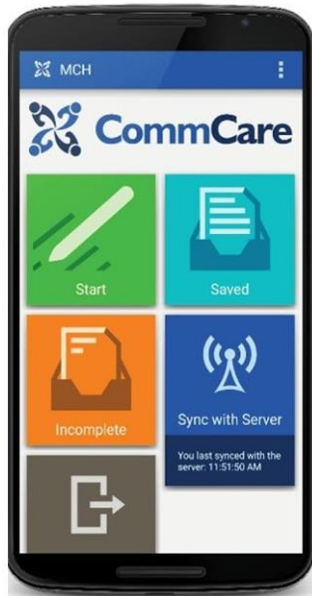 MCH
CommCare
Start
Saved
Incomplete
Sync with Server
You last synced with the
server: 11:51:50 AM